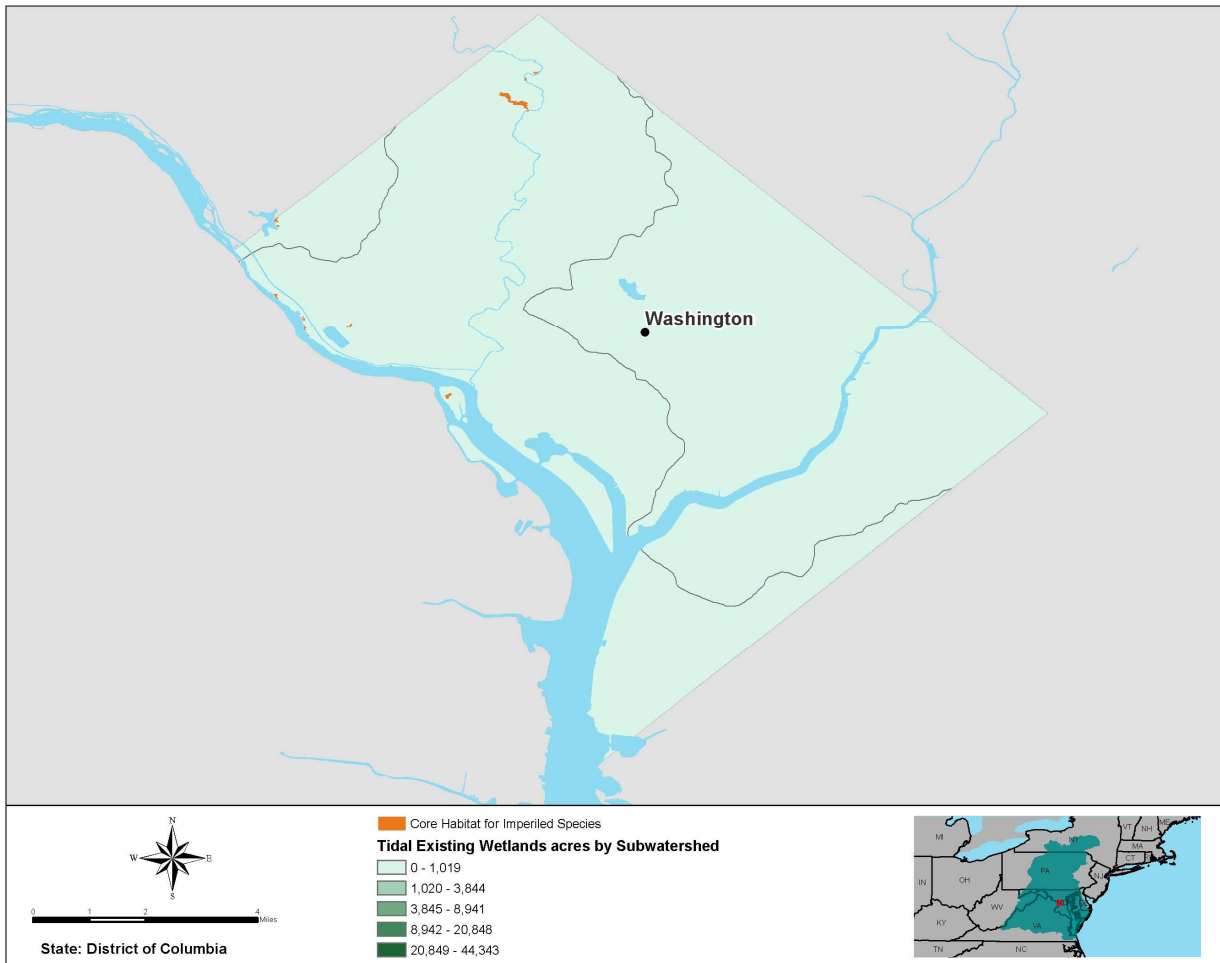 Washington
N
W
E
S
0
1
2
4
Miles
State: District of Columbia
Core Habitat for Imperiled Species
Tidal Existing Wetlands acres by Subwatershed
0 - 1,019
1,020 - 3,844
3,845 - 8,941
8,942 - 20,848
20,849 - 44,343
MI
NY
VT
NH
ME
MA
CT
RI
PA
NJ
IN
OH
WV
VA
KY
TN
NC